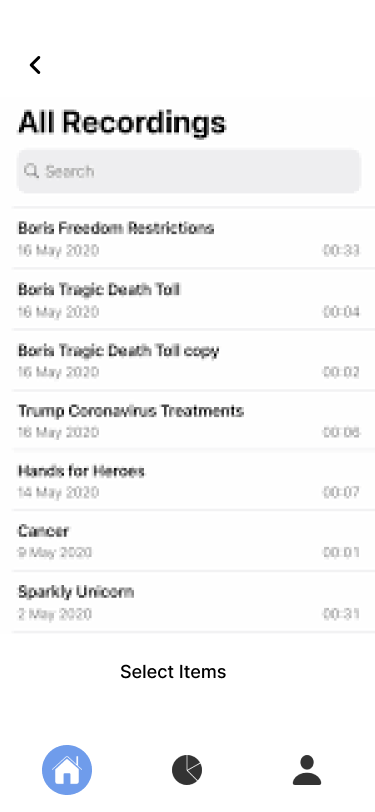 All Recordings
Search
Boris Freedom Restrictions
16 May 2020 00:33
Boris Tragic Death Toll
16 May 2020 00:04
Boris Tragic Death Toll copy
16 May 2020 00:02
Trump Coronavirus Treatments
16 May 2020 00:06
Hands for Heroes
14 May 2020 00:07
Cancer
9 May 2020 00:01
Sparkly Unicorn
2 May 2020 00:31
Select Items